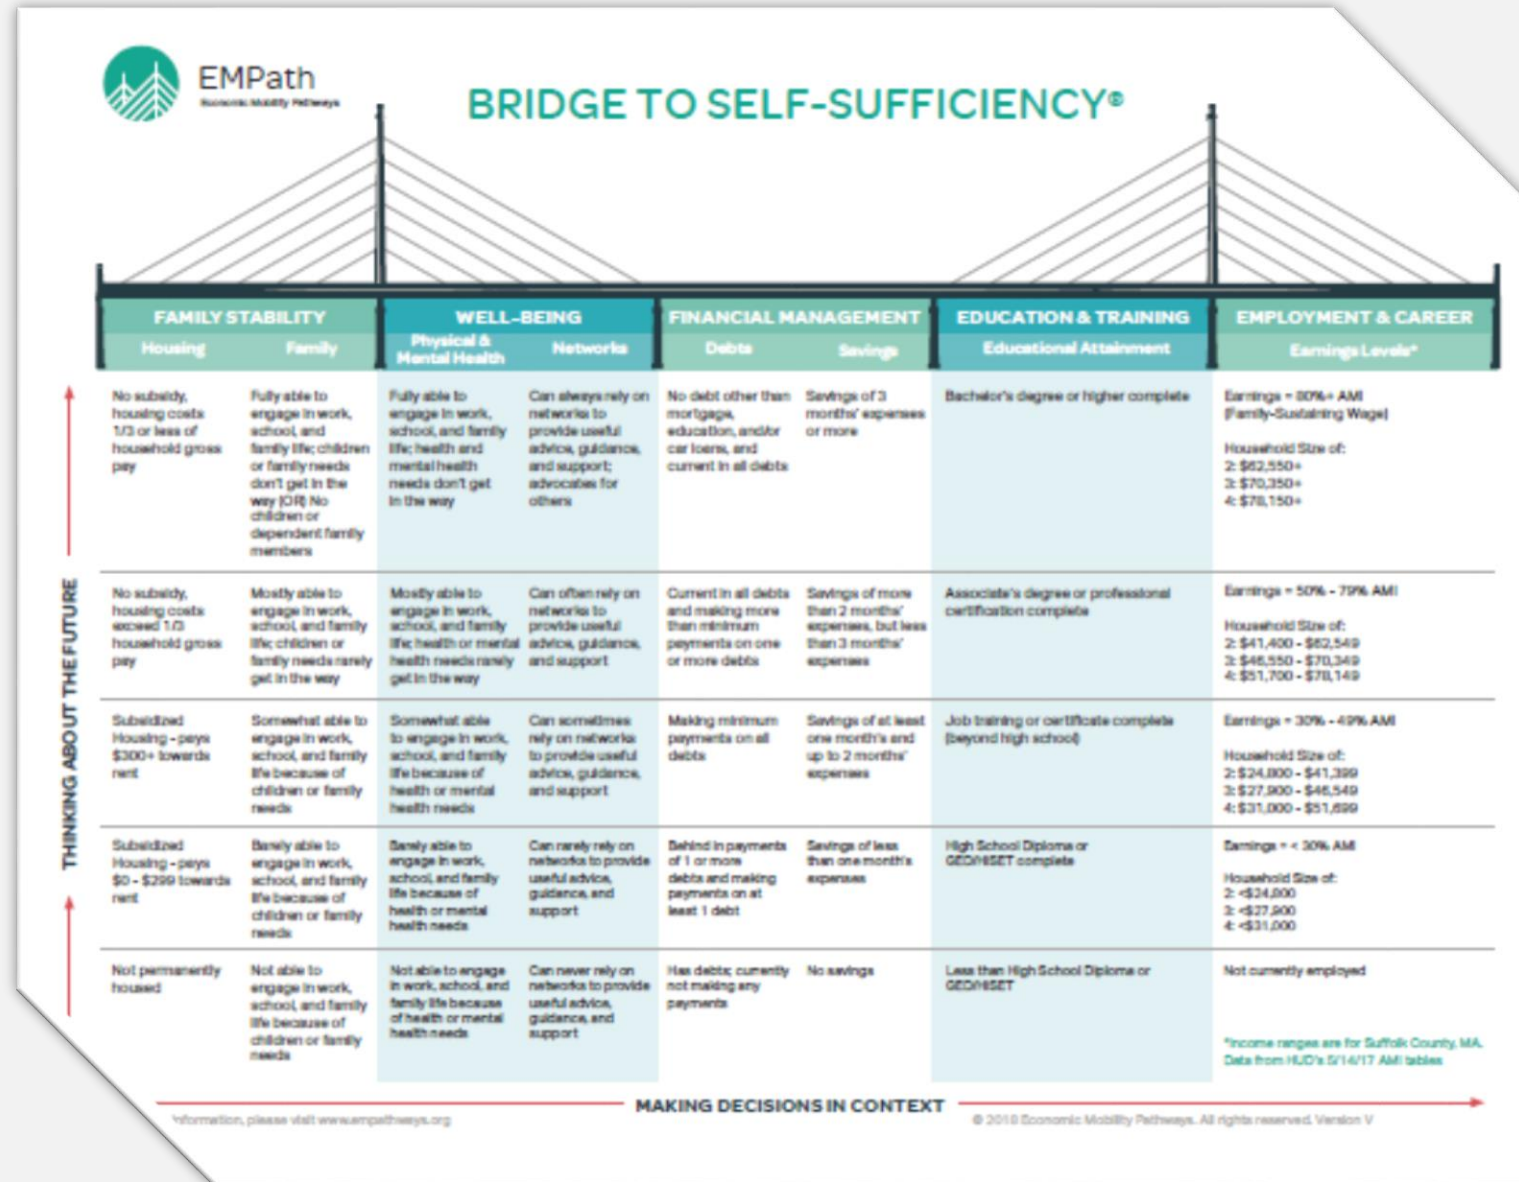 EMPath
Economic Mobility Pathways
BRIDGE TO SELF-SUFFICIENCY®
FAMILY STABILITY
Housing
Family
WELL-BEING
Physical &
Mental Health
Networks
FINANCIAL MANAGEMENT
Debts
Savings
EDUCATION & TRAINING
Educational Attainment
EMPLOYMENT & CAREER
Earnings Levels*
THINKING ABOUT THE FUTURE
No subsidy,
housing costs
1/3 or less of
household gross
pay
Fully able to
engage in work,
school, and
family life; children
or family needs
don't get in the
way (OR) No
children or
dependent family
members
Fully able to
engage in work,
school, and family
life; health and
mental health
needs don't get
in the way
Can always rely on
networks to
provide useful
advice, guidance,
and support;
advocates for
others
No debt other than
mortgage,
education, and/or
car loans, and
current in all debts
Savings of 3
months' expenses
or more
Bachelor's degree or higher complete
Earnings = 80%+ AMI
(Family-Sustaining Wage)
Household Size of:
2: $62,550+
3: $70,350+
4: $78,150+
No subsidy,
housing costs
exceed 1/3
household gross
pay
Mostly able to
engage in work,
school, and family
life; children or
family needs rarely
get in the way
Mostly able to
engage in work,
school, and family
life; health or mental
health needs rarely
get in the way
Can often rely on
networks to
provide useful
advice, guidance,
and support
Current in all debts
and making more
than minimum
payments on one
or more debts
Savings of more
than 2 months'
expenses, but less
than 3 months'
expenses
Associate's degree or professional
certification complete
Earnings = 50% - 79% AMI
Household Size of:
2: $41,400 - $62,549
3: $46,550 - $70,349
4: $51,700 - $78,149
Subsidized
Housing - pays
$300+ towards
rent
Somewhat able to
engage in work,
school, and family
life because of
children or family
needs
Somewhat able
to engage in work,
school, and family
life because of
health or mental
health needs
Can sometimes
rely on networks
to provide useful
advice, guidance,
and support
Making minimum
payments on all
debts
Savings of at least
one month's and
up to 2 months'
expenses
Job training or certificate complete
(beyond high school)
Earnings = 30% - 49% AMI
Household Size of:
2: $24,800 - $41,399
3: $27,900 - $46,549
4: $31,000 - $51,699
Subsidized
Housing - pays
$0 - $299 towards
rent
Barely able to
engage in work,
school, and family
life because of
children or family
needs
Barely able to
engage in work,
school, and family
life because of
health or mental
health needs
Can rarely rely on
networks to provide
useful advice,
guidance, and
support
Behind in payments
of 1 or more
debts and making
payments on at
least 1 debt
Savings of less
than one month's
expenses
High School Diploma or
GED/HiSET complete
Earnings = < 30% AMI
Household Size of:
2: <$24,800
3: <$27,900
4: <$31,000
Not permanently
housed
Not able to
engage in work,
school, and family
life because of
children or family
needs
Not able to engage
in work, school, and
family life because
of health or mental
health needs
Can never rely on
networks to provide
useful advice,
guidance, and
support
Has debts; currently
not making any
payments
No savings
Less than High School Diploma or
GED/HiSET
Not currently employed
*Income ranges are for Suffolk County, MA.
Data from HUD's 5/14/17 AMI tables
MAKING DECISIONS IN CONTEXT
information, please visit www.empathways.org
© 2018 Economic Mobility Pathways. All rights reserved. Version V